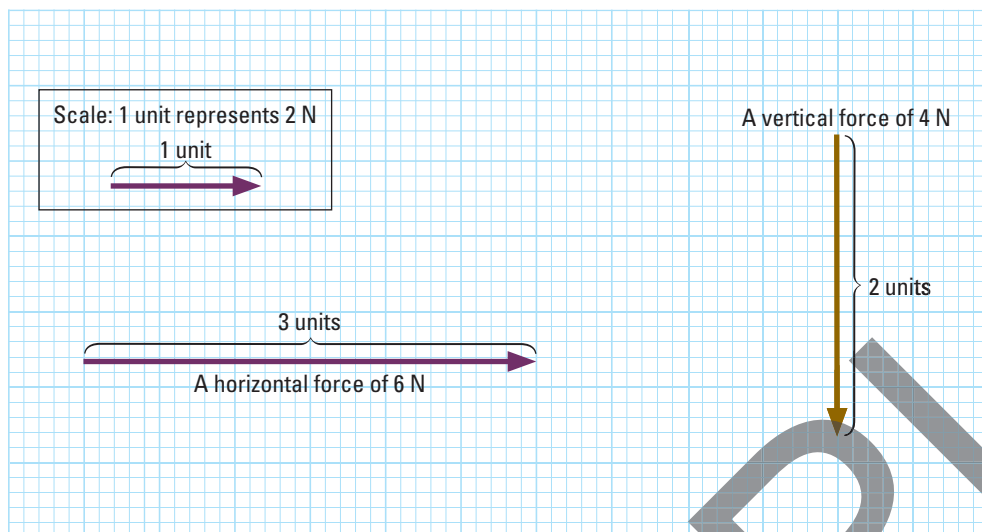 Scale: 1 unit represents 2 N
1 unit
A vertical force of 4 N
2 units
3 units
A horizontal force of 6 N